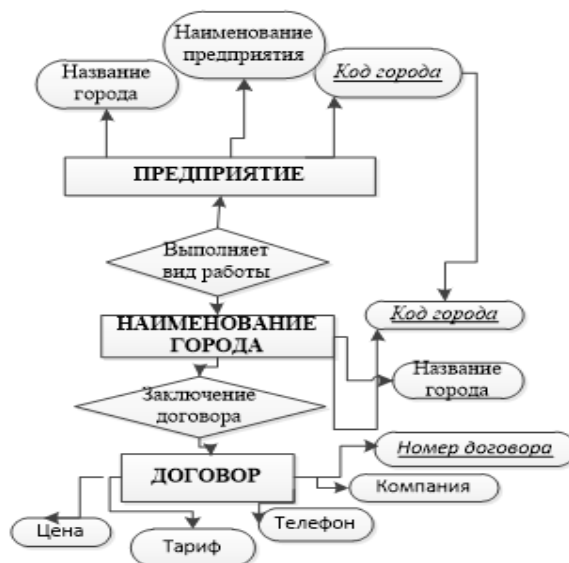 Наименование
предприятия
Название
города
Код города
ПРЕДПРИЯТИЕ
Выполняет
вид работы
НАИМЕНОВАНИЕ
ГОРОДА
Код города
Название
города
Заключение
договора
Номер договора
ДОГОВОР
Компания
Цена
Тариф
Телефон